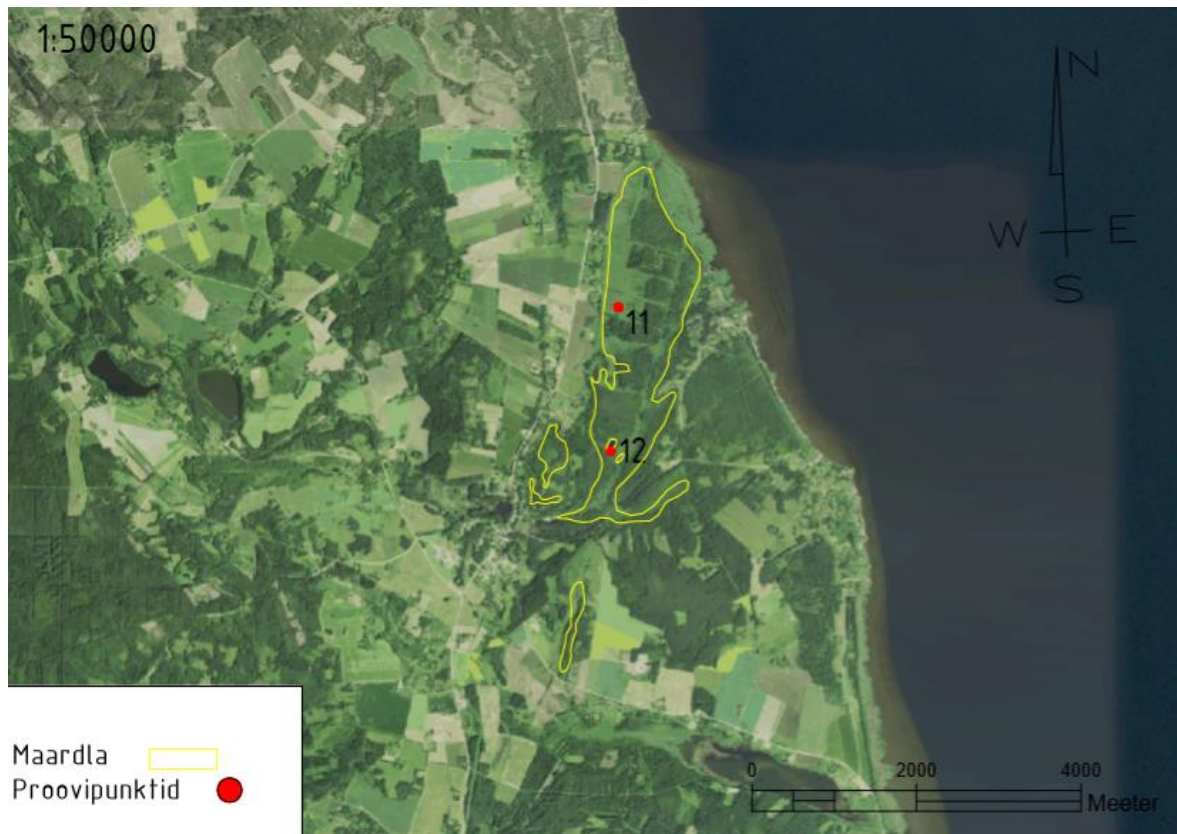 1:50000
N
W E
S
11
12
Maardla
Proovipunktid
0 2000 4000
Meeter